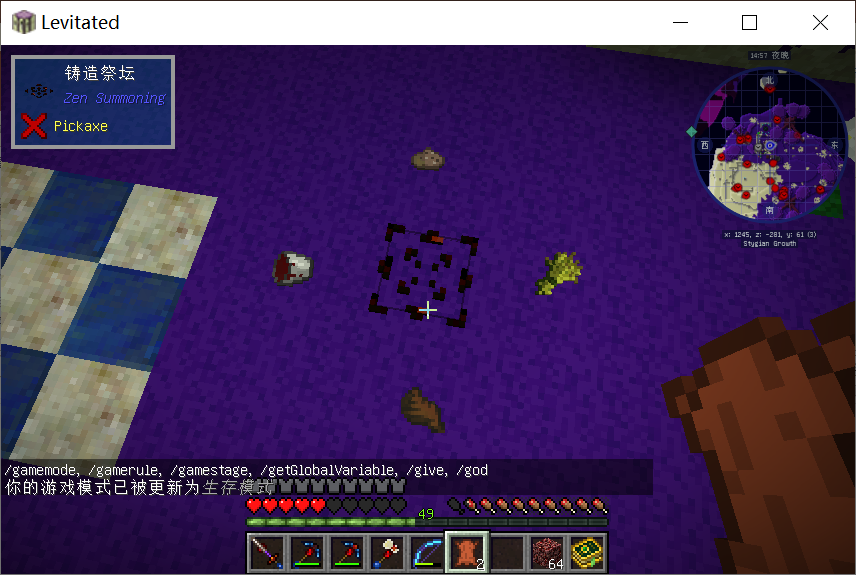 Levitated
铸造祭坛
Zen Summoning
Pickaxe
14:57 夜晚
北
西
东
南
x: 1245, z: -281, y: 61 (3)
Stygian Growth
/gamemode, /gamerule, /gamestage, /getGlobalVariable, /give, /god
你的游戏模式已被更新为生存模式
49
2
64